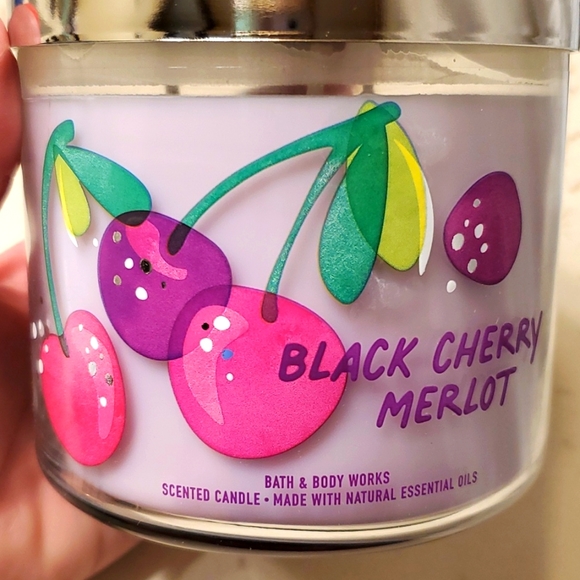 BLACK CHERRY
MERLOT
BATH & BODY WORKS
SCENTED CANDLE • MADE WITH NATURAL ESSENTIAL OILS